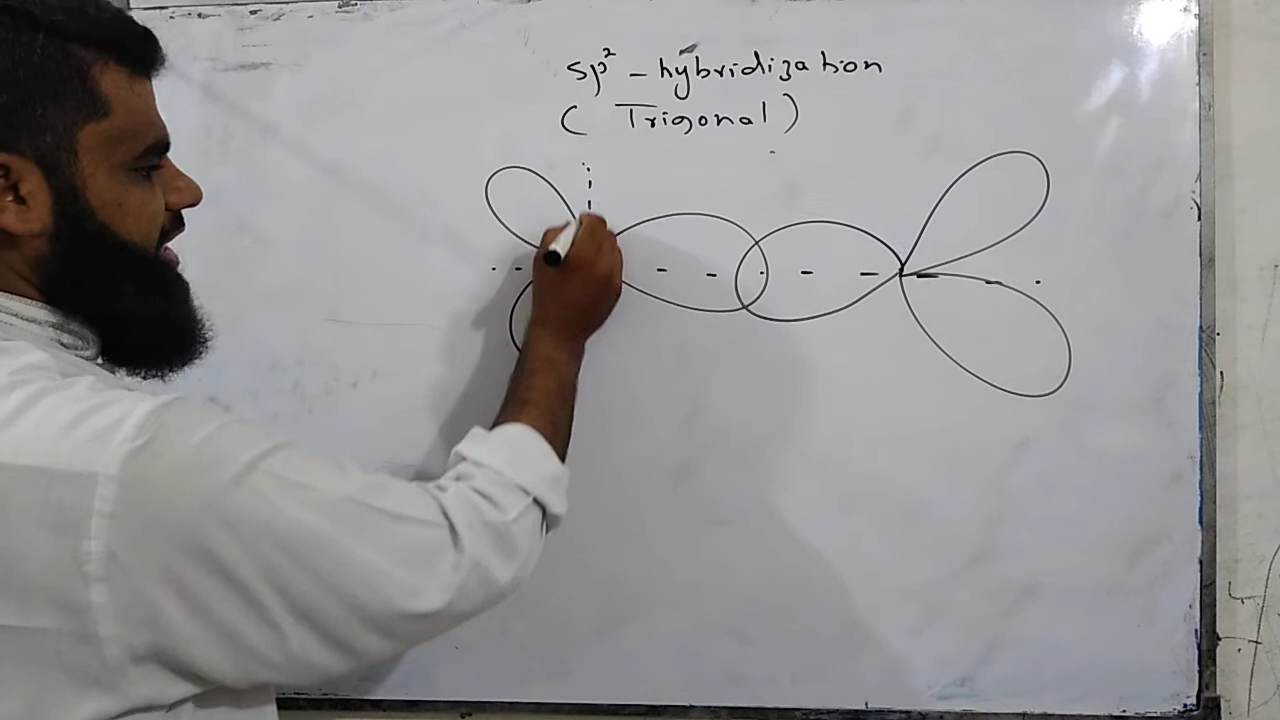 sp² - hybridization
( Trigonal )